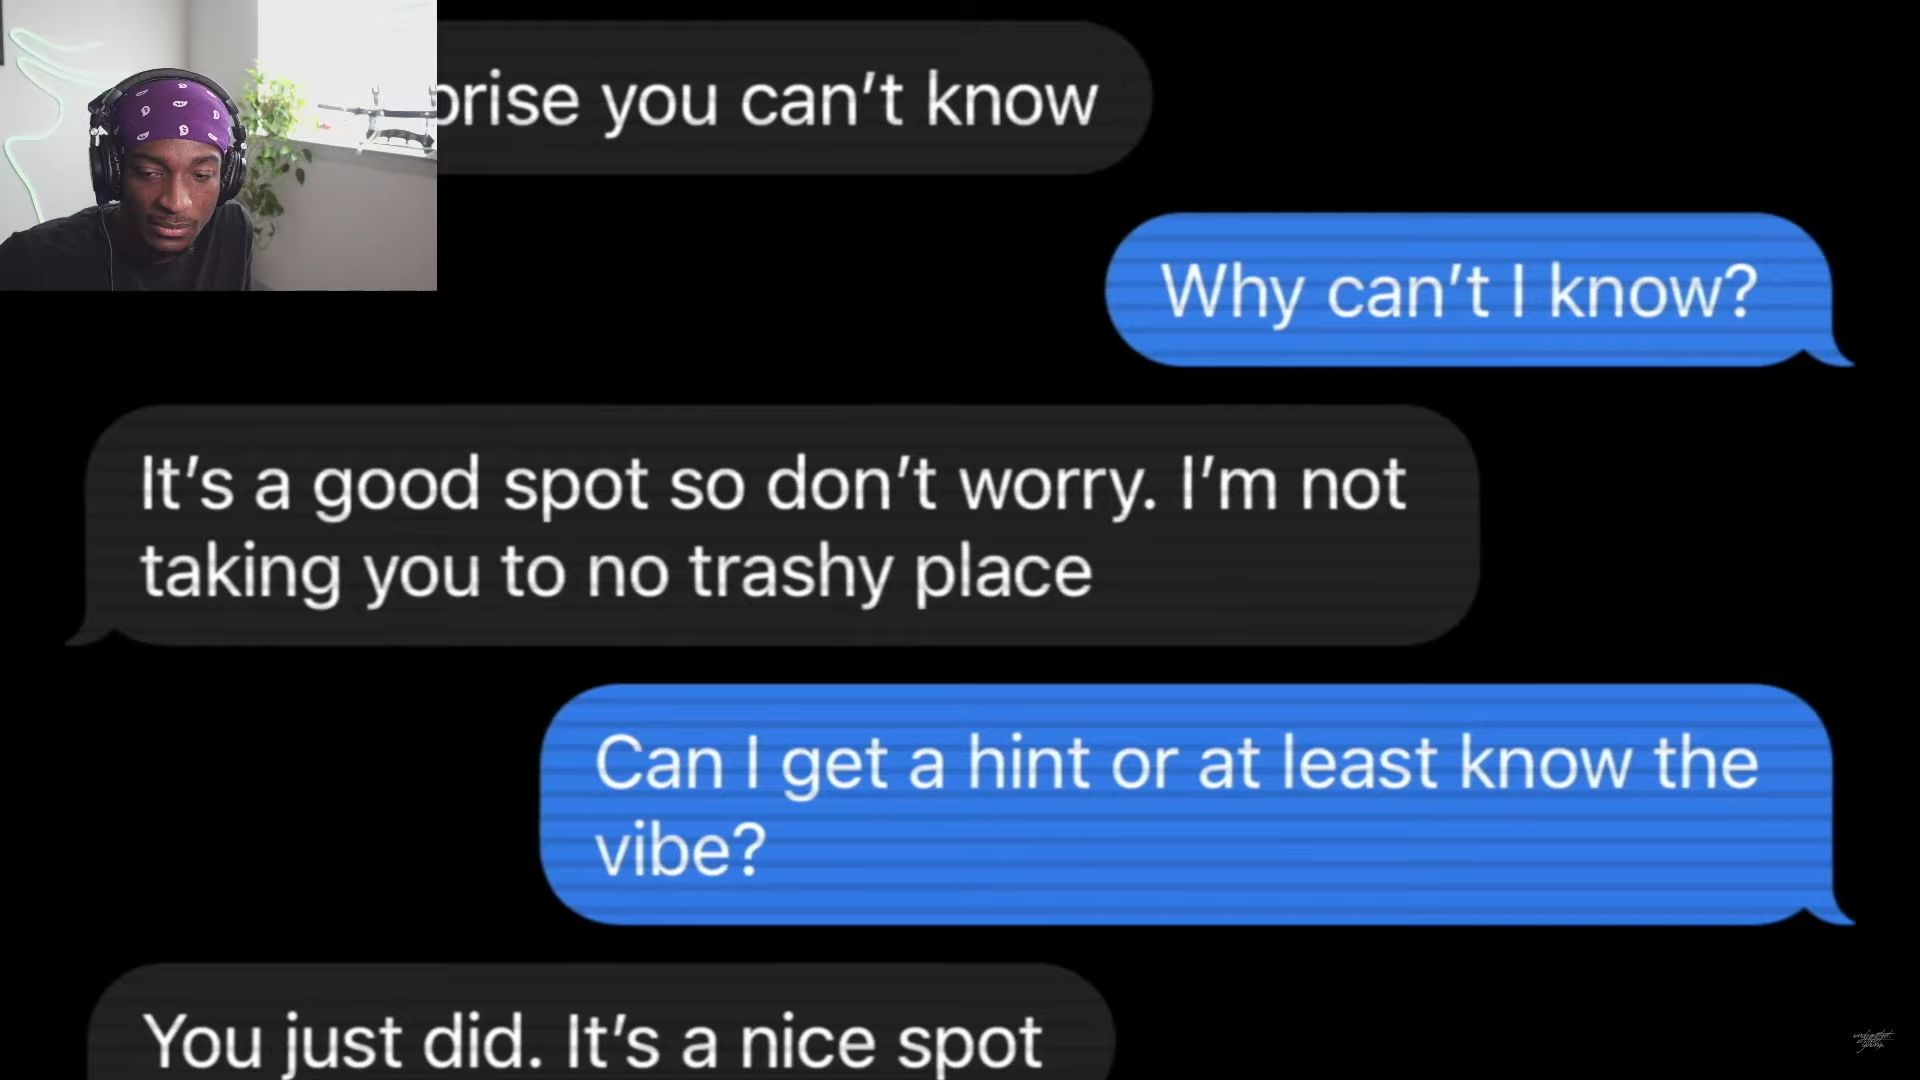 prise you can't know
Why can't I know?
It's a good spot so don't worry. I'm not
taking you to no trashy place
Can I get a hint or at least know the
vibe?
You just did. It's a nice spot